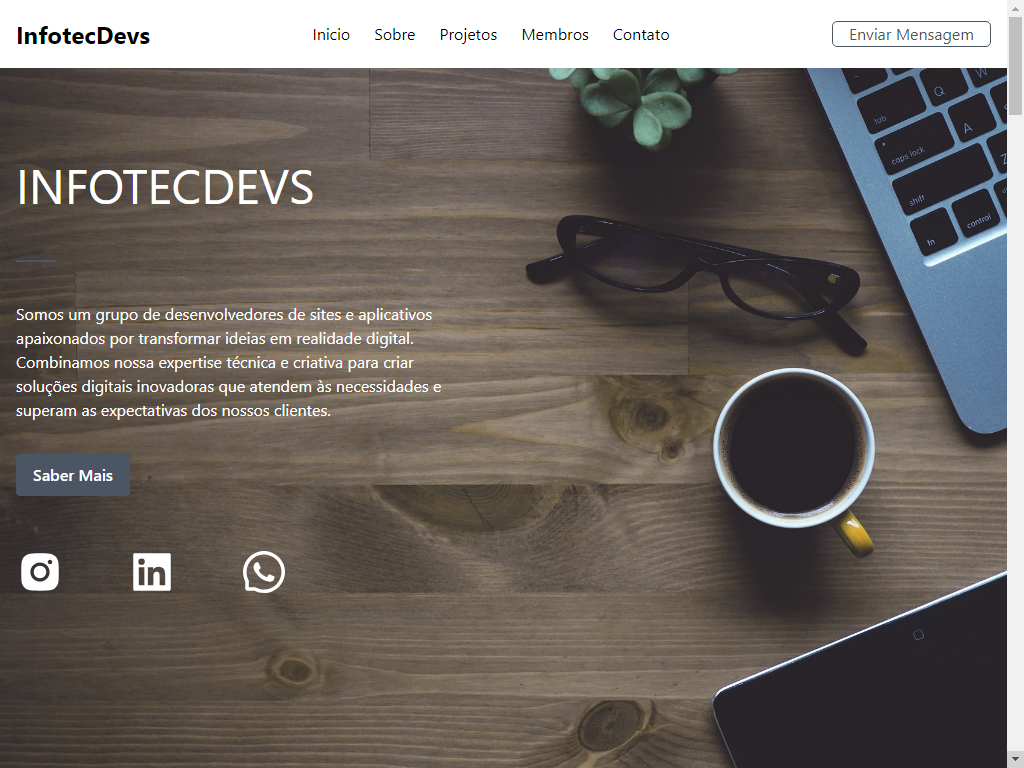 InfotecDevs
Inicio Sobre Projetos Membros Contato
Enviar Mensagem
INFOTECDEVS
Somos um grupo de desenvolvedores de sites e aplicativos
apaixonados por transformar ideias em realidade digital.
Combinamos nossa expertise técnica e criativa para criar
soluções digitais inovadoras que atendem às necessidades e
superam as expectativas dos nossos clientes.
Saber Mais
in
Q
W
tab
A
caps lock
Z
shift
fn
control